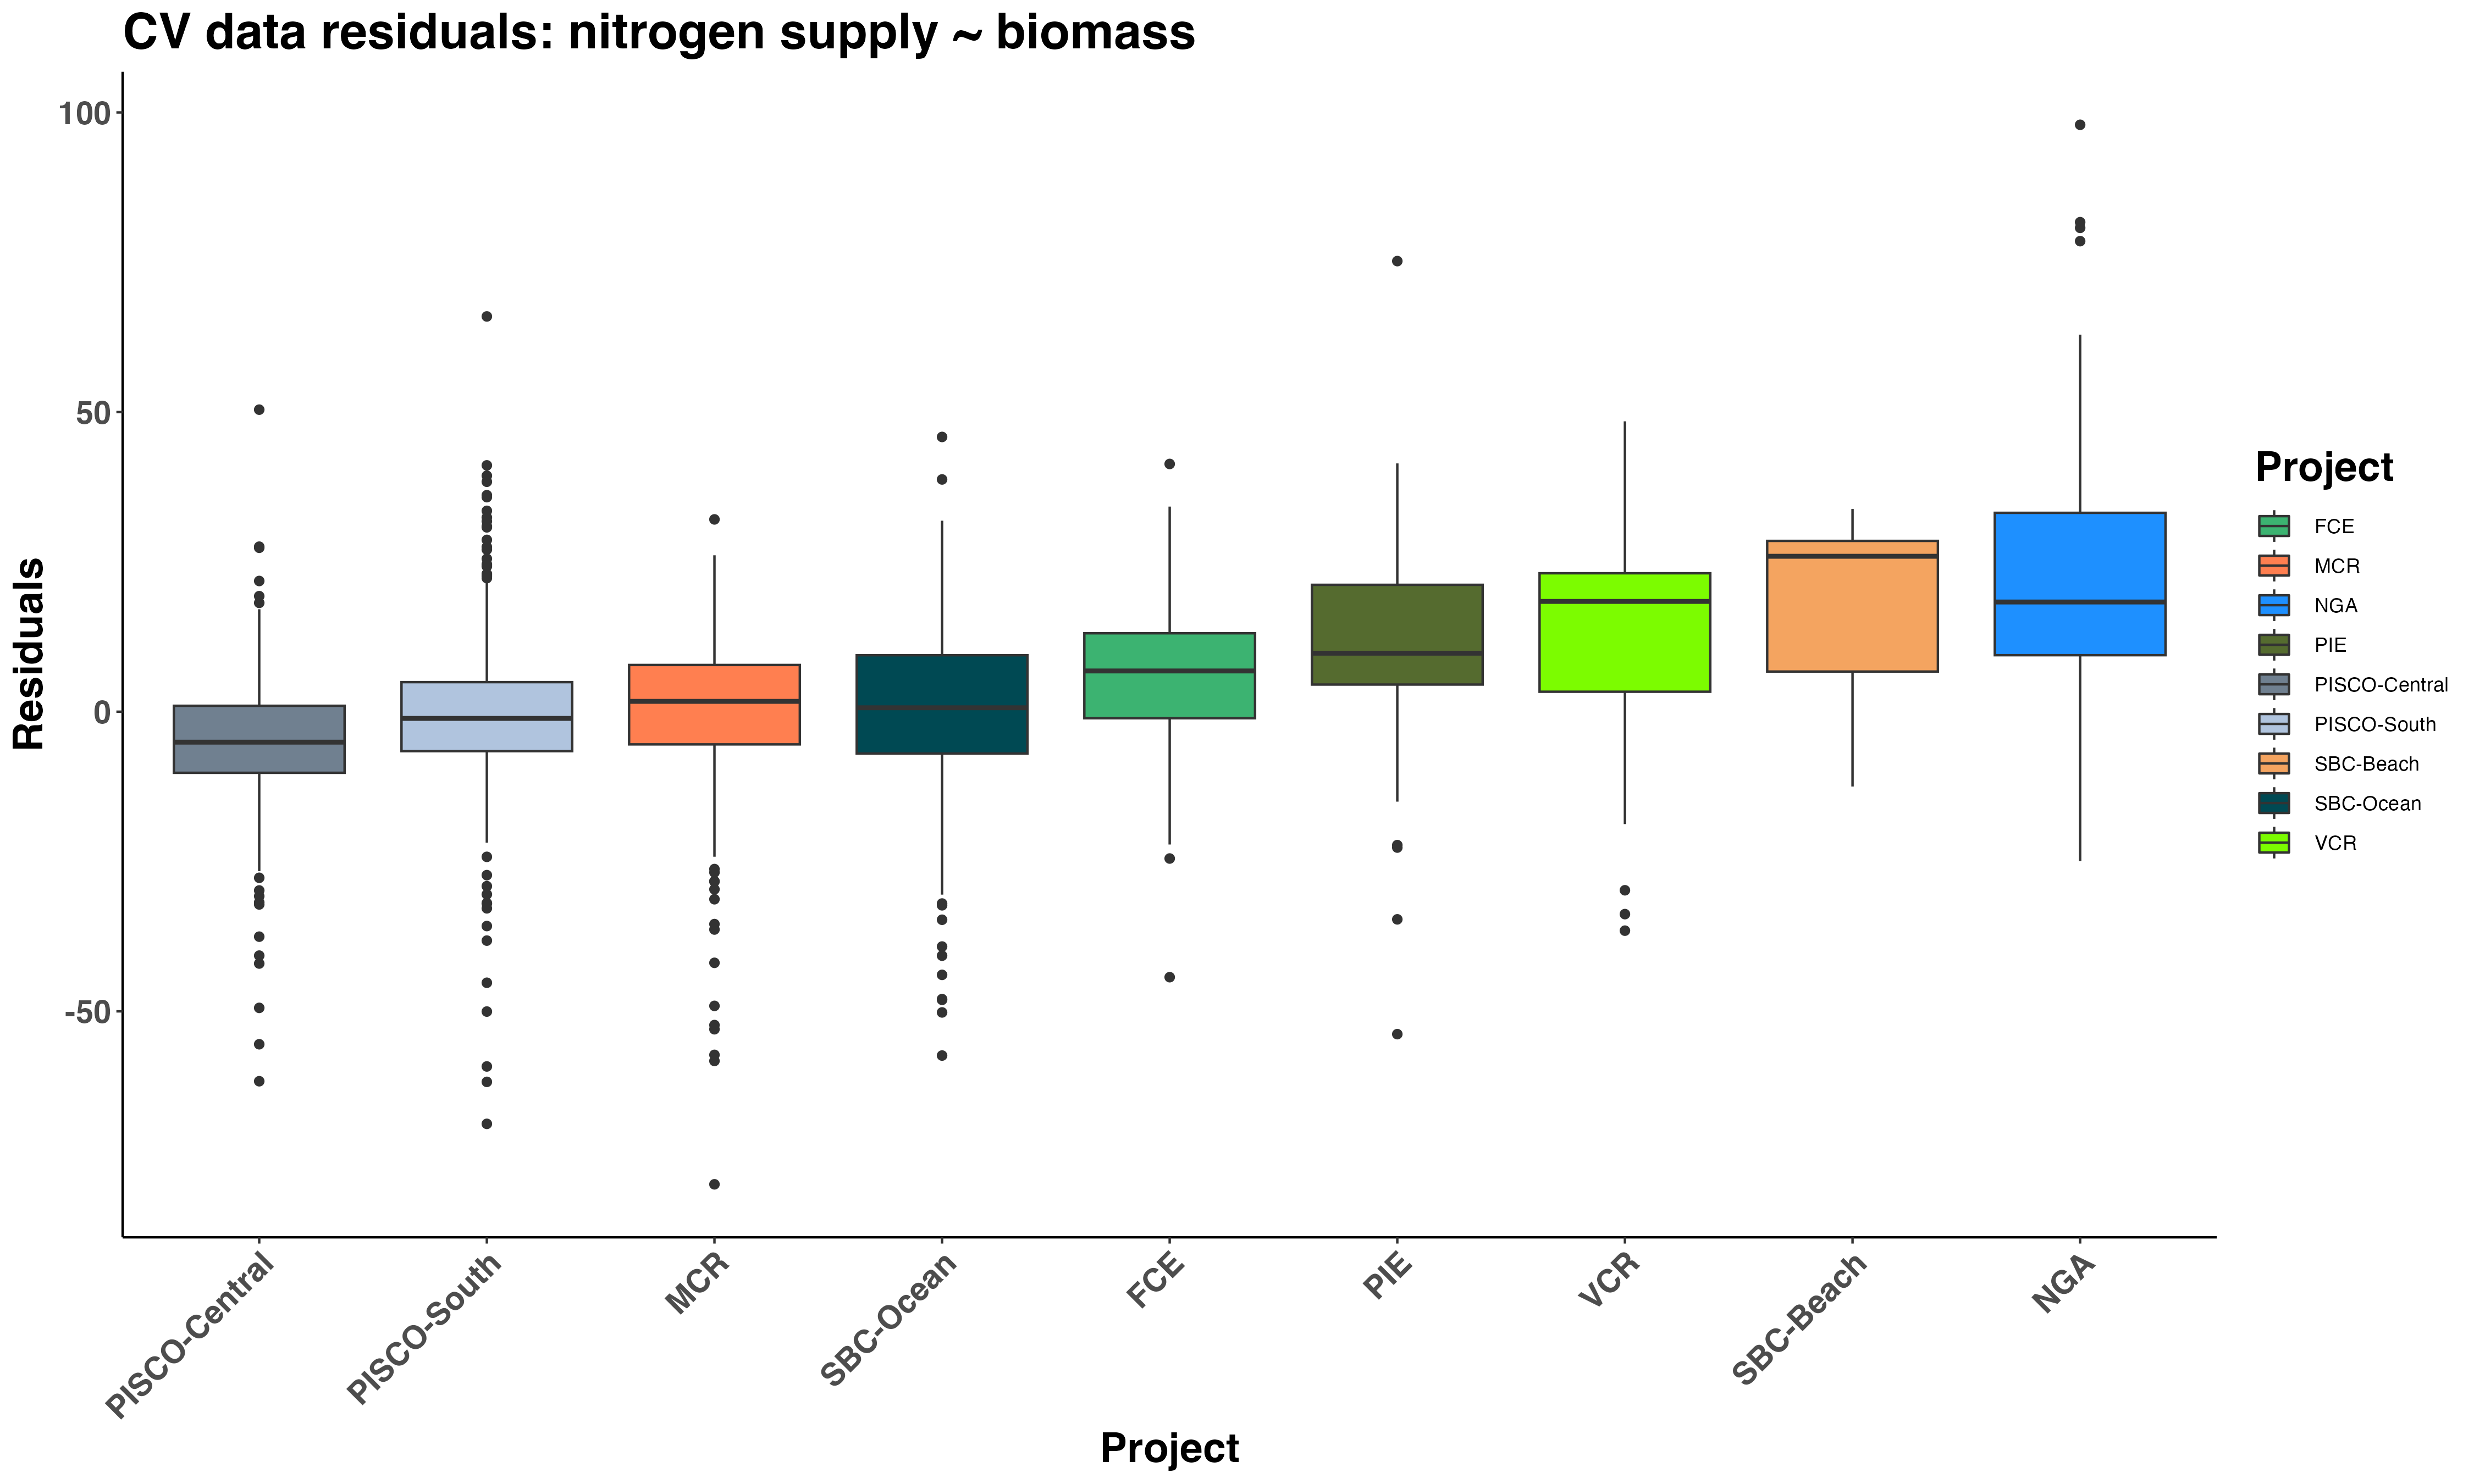 CV data residuals: nitrogen supply ~ biomass
Residuals
100
50
0
-50
PISCO-Central
PISCO-South
MCR
SBC-Ocean
FCE
PIE
VCR
SBC-Beach
NGA
Project
Project
FCE
MCR
NGA
PIE
PISCO-Central
PISCO-South
SBC-Beach
SBC-Ocean
VCR